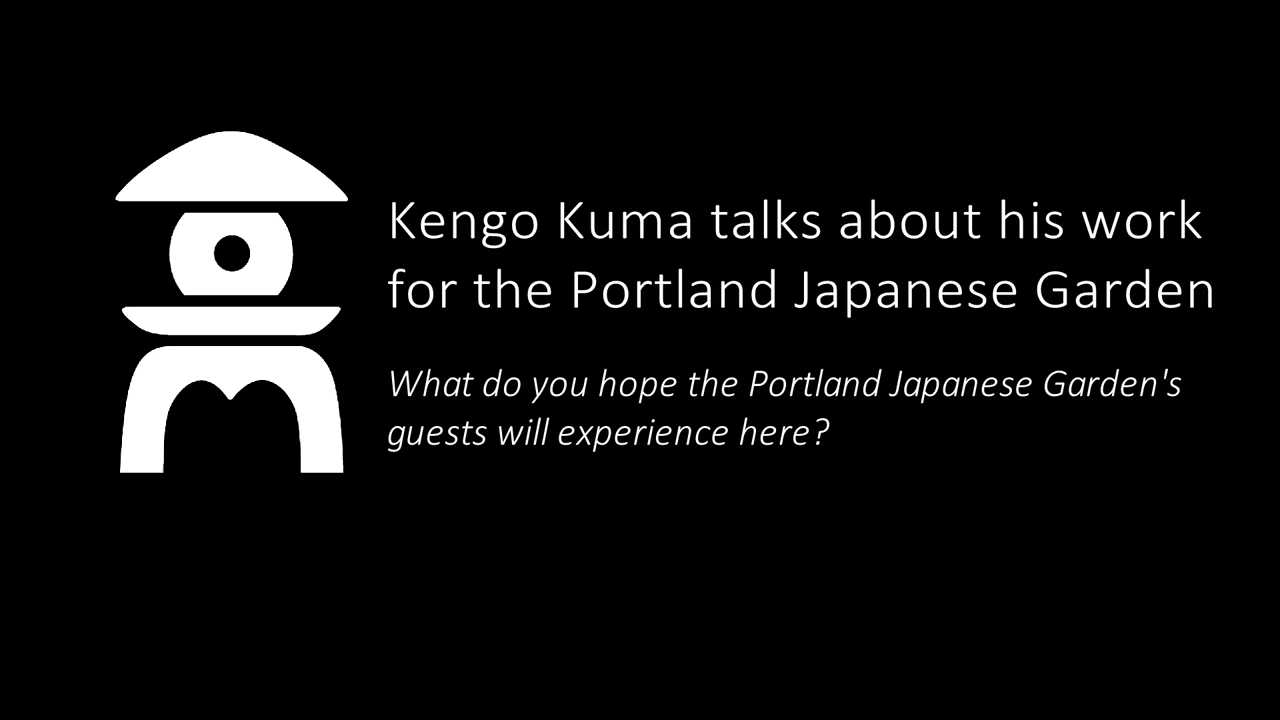 Kengo Kuma talks about his work
for the Portland Japanese Garden
What do you hope the Portland Japanese Garden's
guests will experience here?